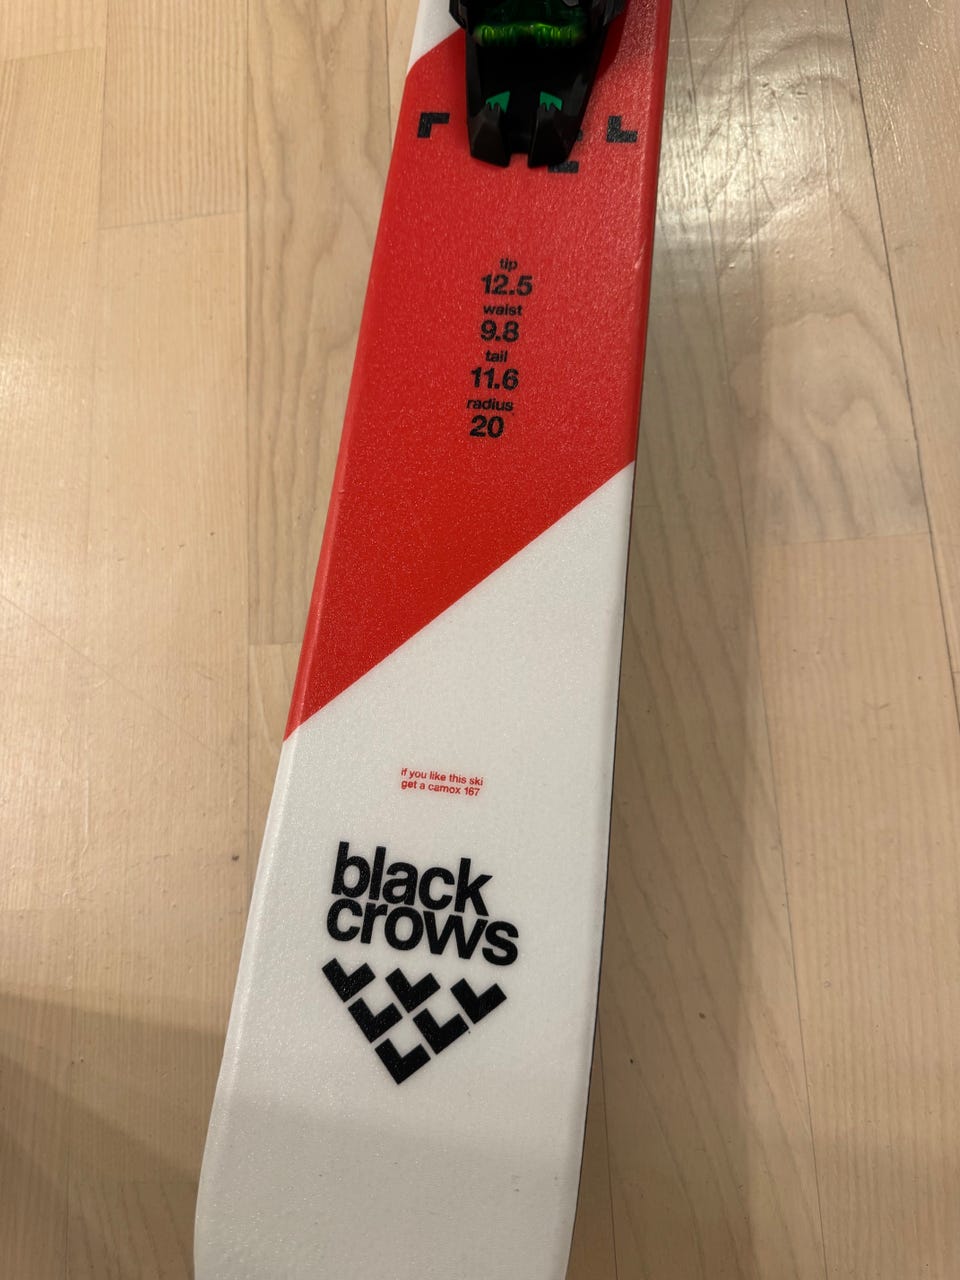 tip
12.5
waist
9.8
tail
11.6
radius
20
if you like this ski
get a camox 167
black
crows